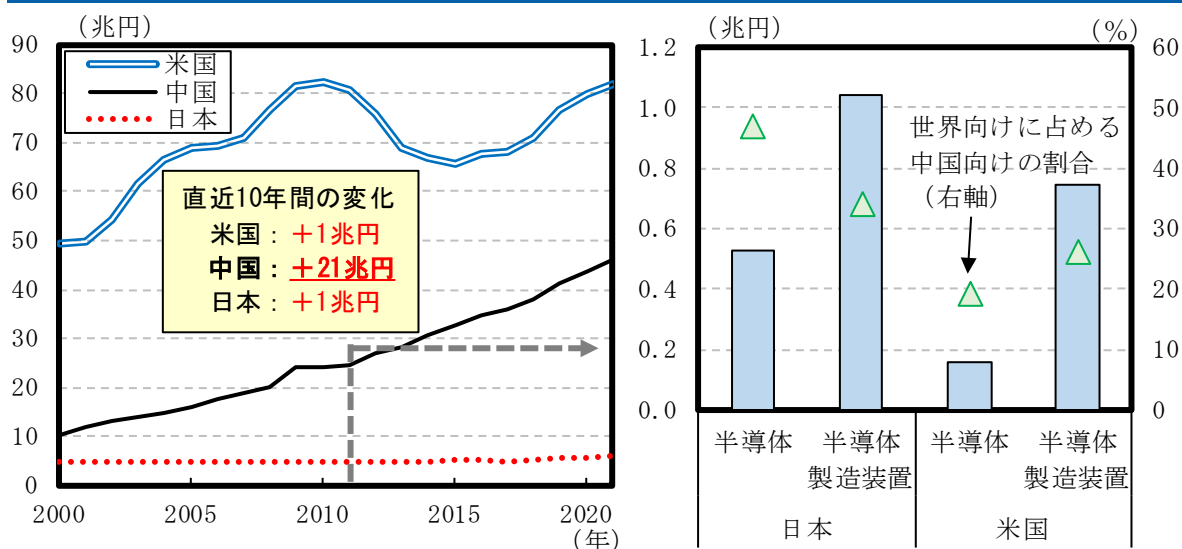 （兆円）
90
80
70
60
50
40
30
20
10
0
米国
中国
日本
直近10年間の変化
米国：＋1兆円
中国：＋21兆円
日本：＋1兆円
2000 2005 2010 2015 2020
（年）
（兆円）
（％）
1.2
1.0
0.8
0.6
0.4
0.2
0.0
60
50
40
30
20
10
0
世界向けに占める
中国向けの割合
（右軸）
半導体 半導体 半導体 半導体
製造装置 製造装置
日本 米国